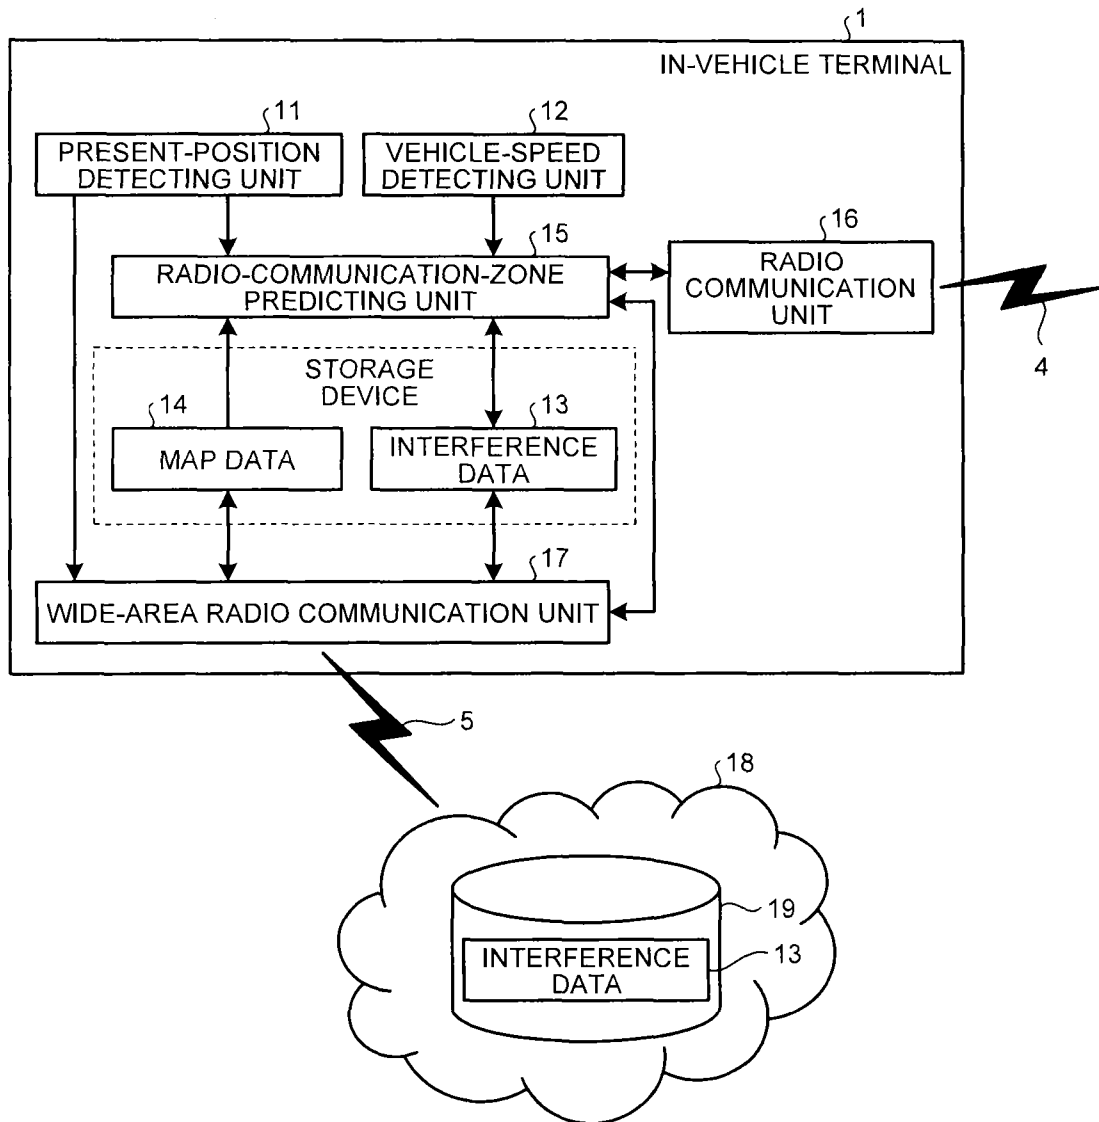 1
IN-VEHICLE TERMINAL
11
PRESENT-POSITION
DETECTING UNIT
12
VEHICLE-SPEED
DETECTING UNIT
15
RADIO-COMMUNICATION-ZONE
PREDICTING UNIT
16
RADIO
COMMUNICATION
UNIT
4
STORAGE
DEVICE
14
MAP DATA
13
INTERFERENCE
DATA
17
WIDE-AREA RADIO COMMUNICATION UNIT
5
18
19
INTERFERENCE
DATA
13